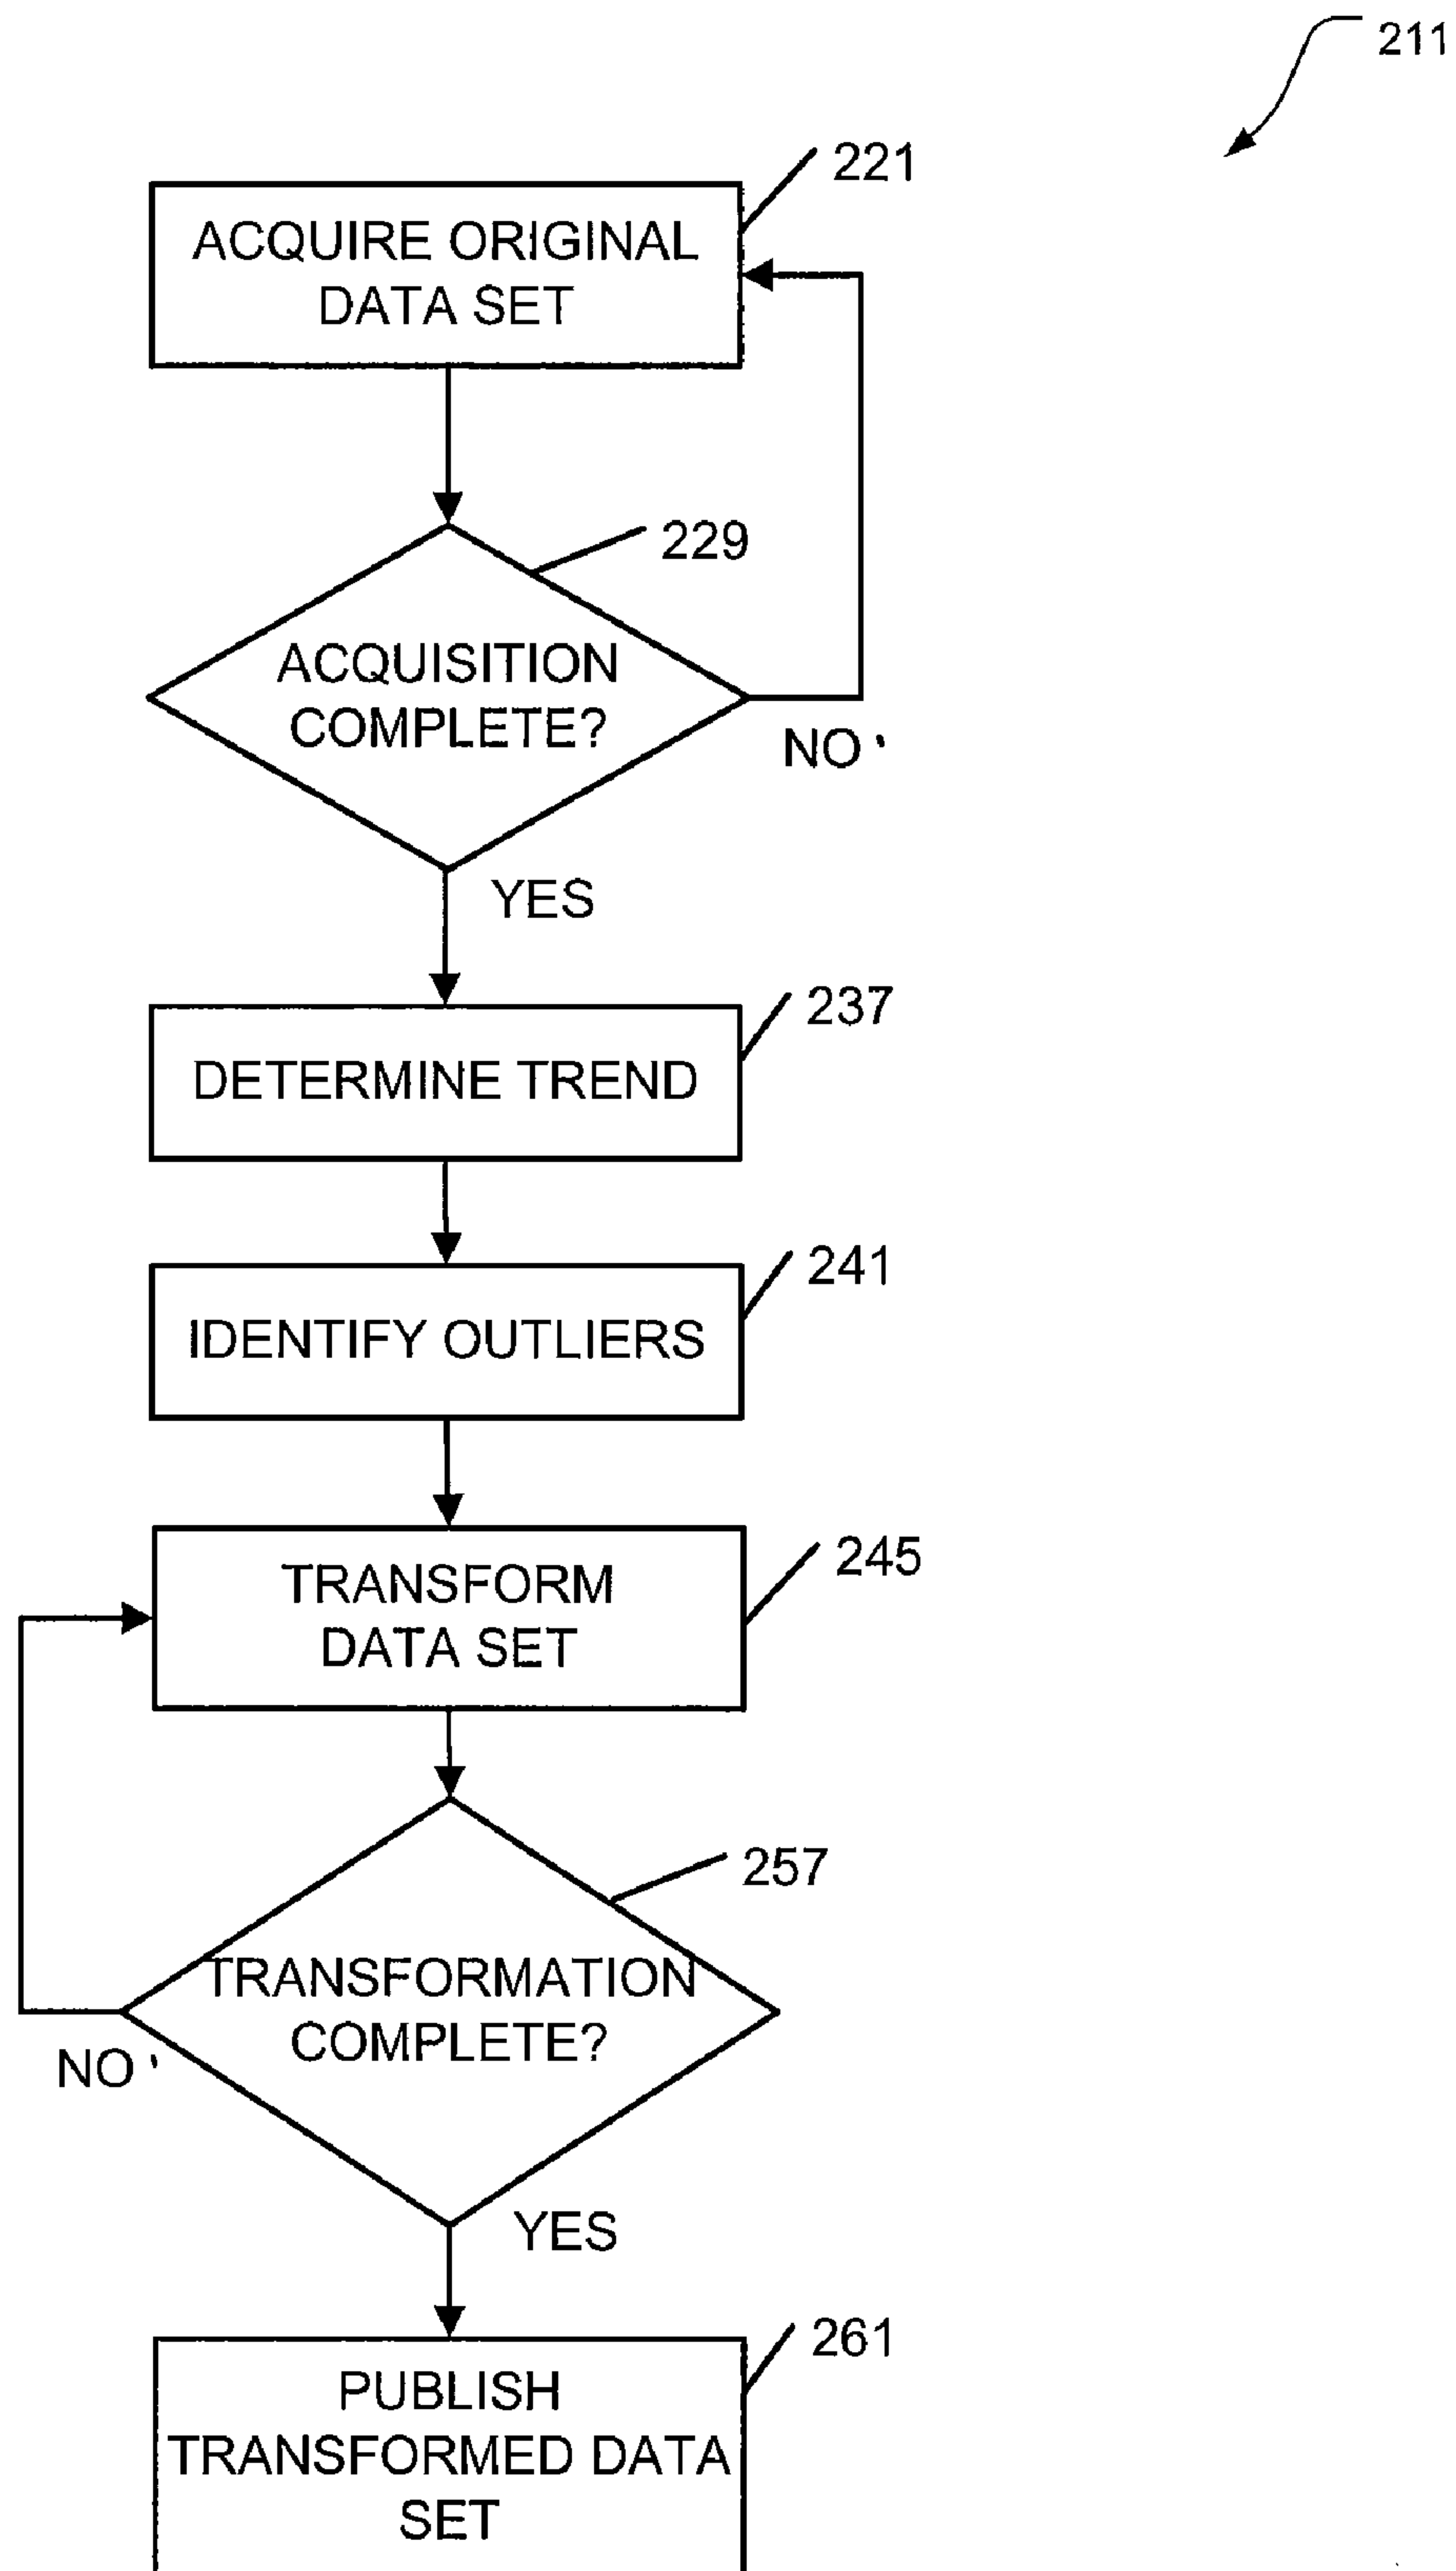 211
221
ACQUIRE ORIGINAL
DATA SET
229
ACQUISITION
COMPLETE?
NO
YES
237
DETERMINE TREND
241
IDENTIFY OUTLIERS
245
TRANSFORM
DATA SET
257
TRANSFORMATION
COMPLETE?
NO
YES
261
PUBLISH
TRANSFORMED DATA
SET